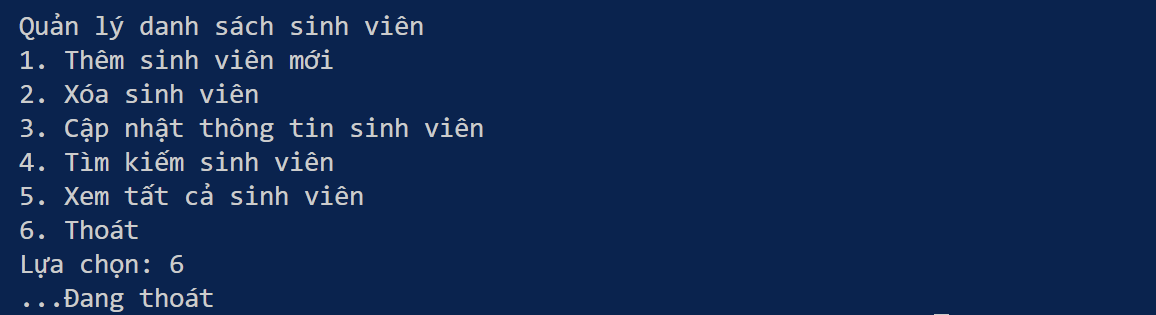 Quản lý danh sách sinh viên
1. Thêm sinh viên mới
2. Xóa sinh viên
3. Cập nhật thông tin sinh viên
4. Tìm kiếm sinh viên
5. Xem tất cả sinh viên
6. Thoát
Lựa chọn: 6
...Đang thoát